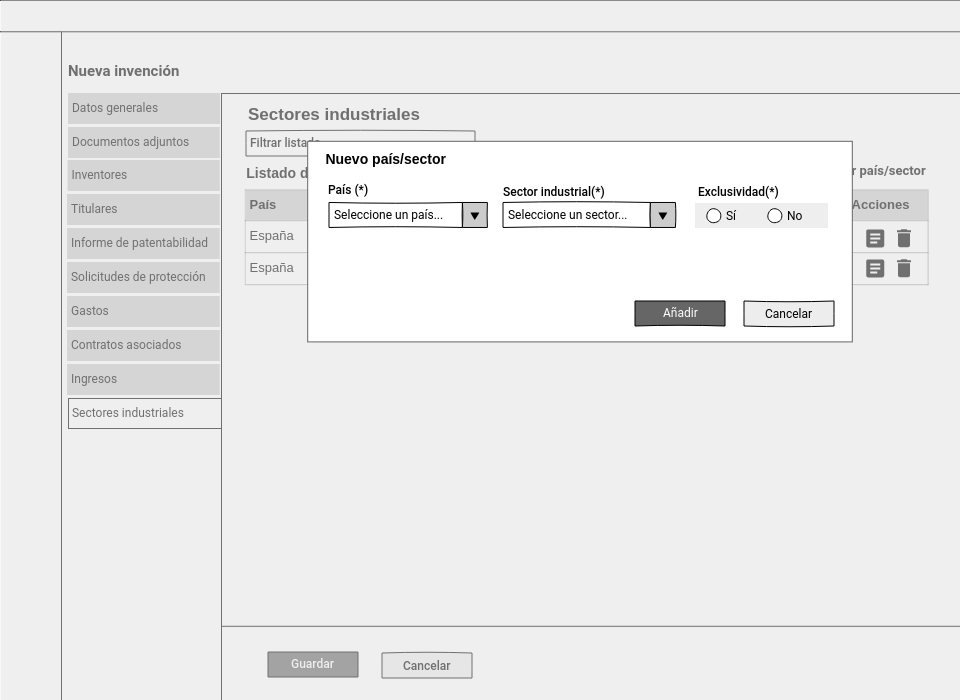 Nueva invención
Datos generales
Documentos adjuntos
Inventores
Titulares
Informe de patentabilidad
Solicitudes de protección
Gastos
Contratos asociados
Ingresos
Sectores industriales
Sectores industriales
Filtrar listado
Listado d
r país/sector
País
Acciones
España
España
Nuevo país/sector
País (*)
Sector industrial(*)
Exclusividad(*)
Seleccione un país...
Seleccione un sector...
Sí
No
Añadir
Cancelar
Guardar
Cancelar